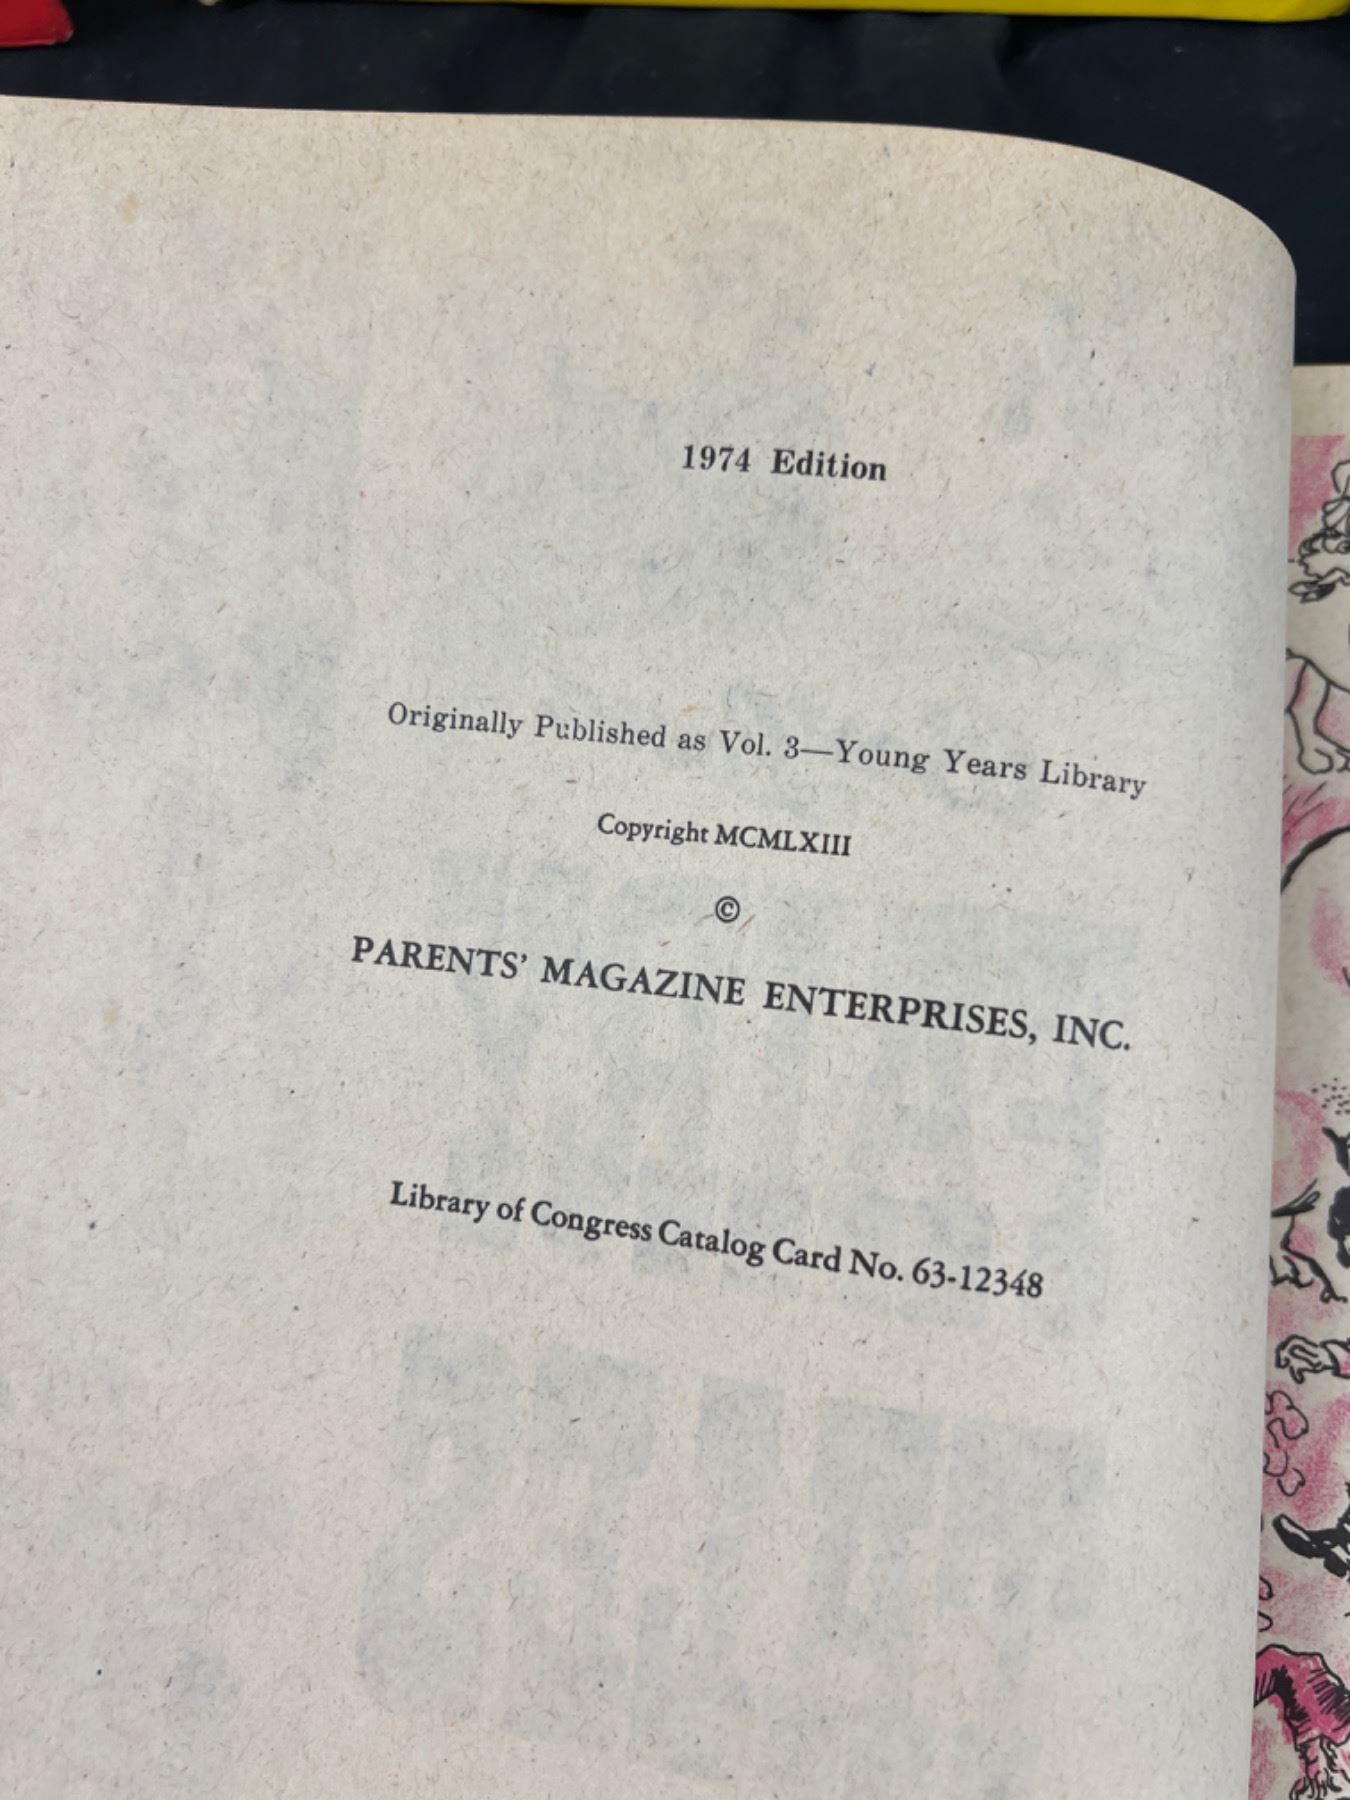 1974 Edition
Originally Published as Vol. 3—Young Years Library
Copyright MCMLXIII
©
PARENTS' MAGAZINE ENTERPRISES, INC.
Library of Congress Catalog Card No. 63-12348